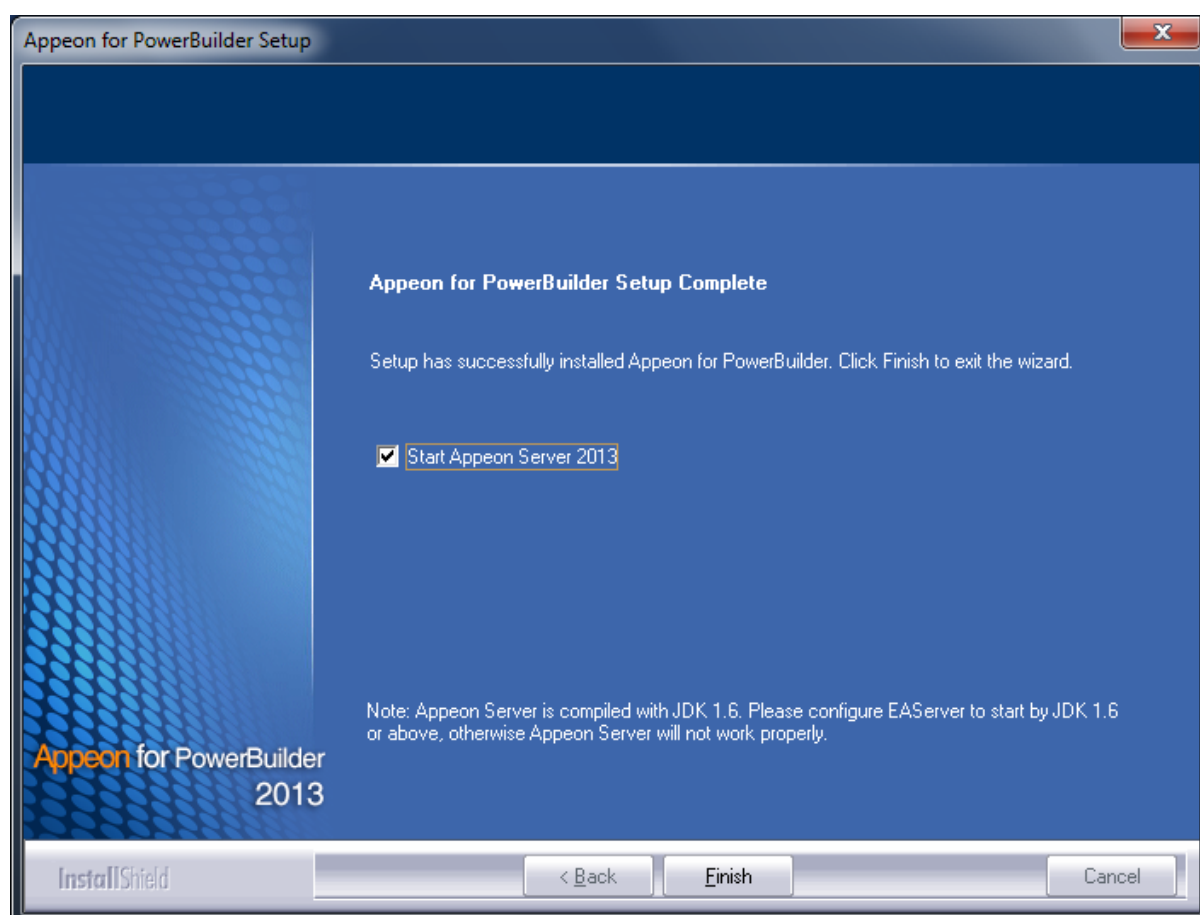 Appeon for PowerBuilder Setup
Appeon for PowerBuilder Setup Complete
Setup has successfully installed Appeon for PowerBuilder. Click Finish to exit the wizard.
Start Appeon Server 2013
Note: Appeon Server is compiled with JDK 1.6. Please configure EAServer to start by JDK 1.6
or above, otherwise Appeon Server will not work properly.
Appeon for PowerBuilder
2013
InstallShield
< Back
Finish
Cancel